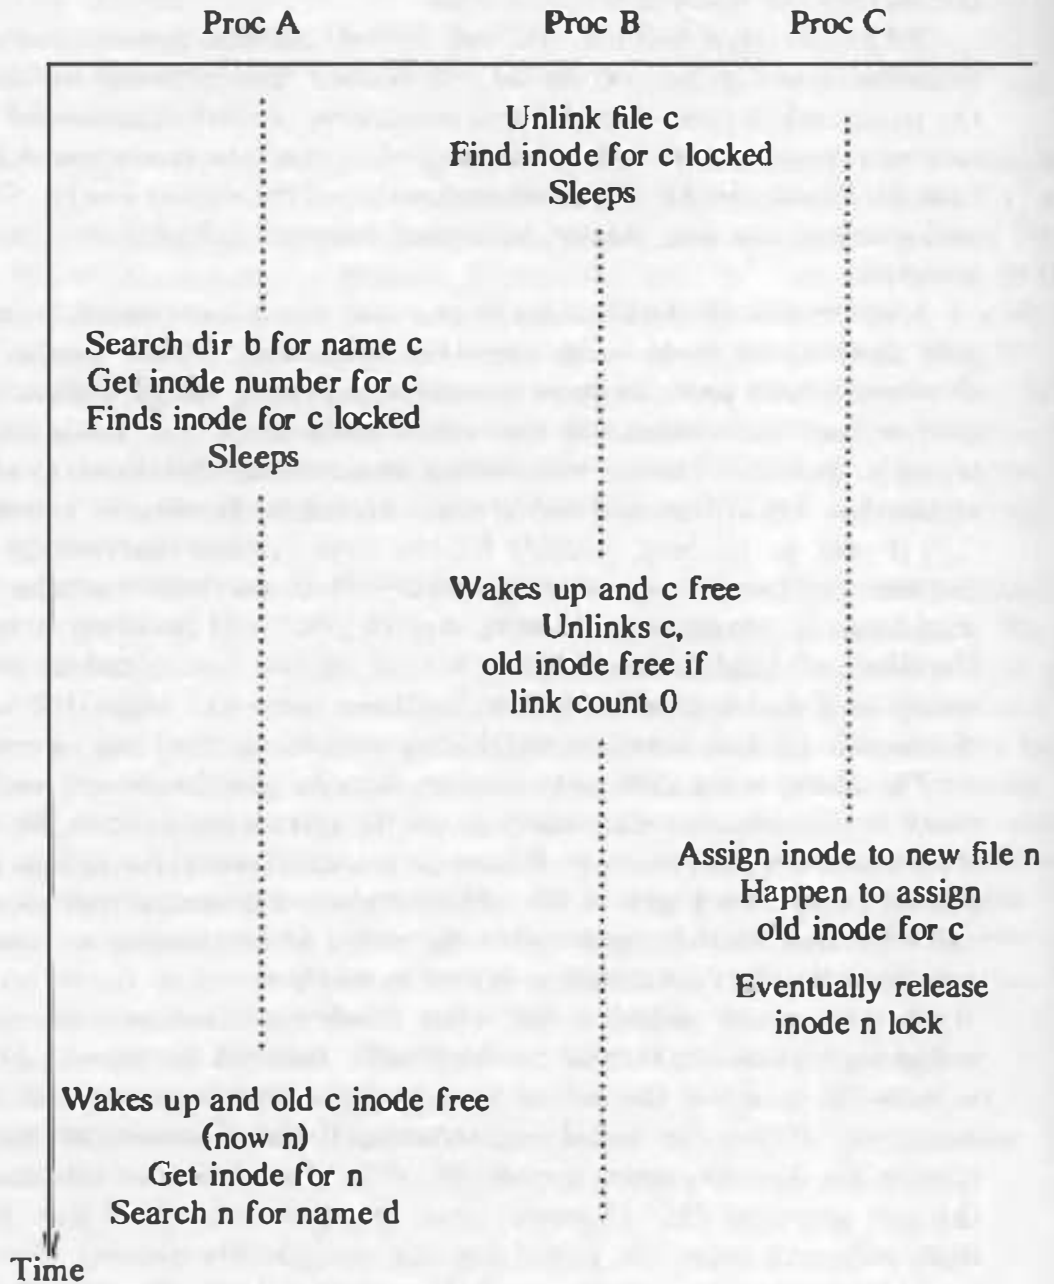 Proc A Proc B Proc C
Unlink file c
Find inode for c locked
Sleeps
Search dir b for name c
Get inode number for c
Finds inode for c locked
Sleeps
Wakes up and c free
Unlinks c,
old inode free if
link count 0
Assign inode to new file n
Happen to assign
old inode for c
Eventually release
inode n lock
Wakes up and old c inode free
(now n)
Get inode for n
Search n for name d
Time